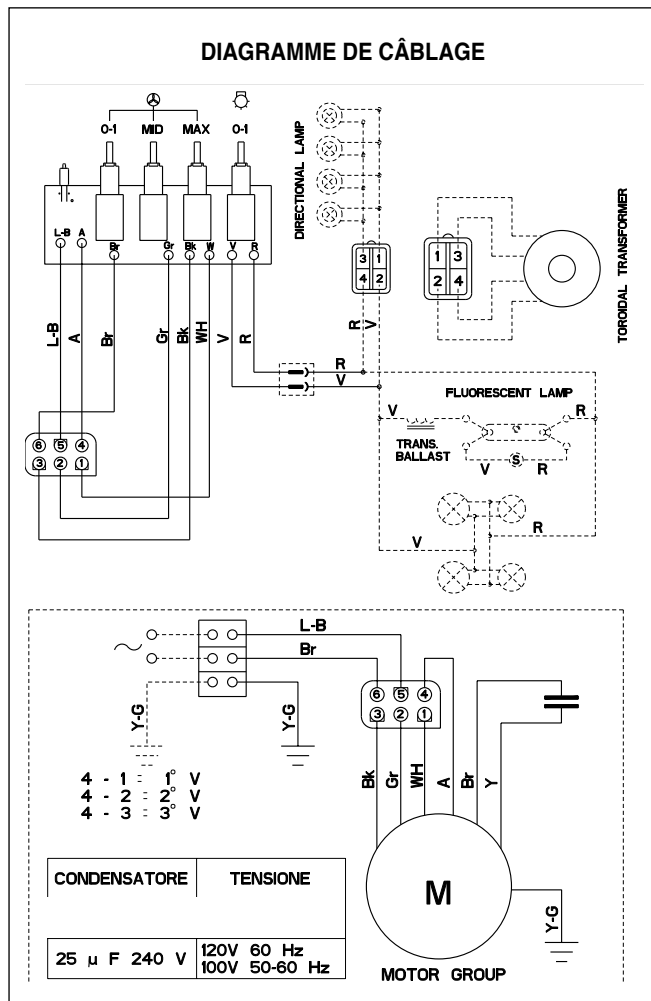 DIAGRAMME DE CÂBLAGE
0-1 MID MAX 0-1
L-B A Br Gr Bk W V R
L-B A Br Gr Bk WH V R
DIRECTIONAL LAMP
3 1
4 2
R V
1 3
2 4
TOROIDAL TRANSFORMER
R
V
FLUORESCENT LAMP
V R
TRANS.
BALLAST
V S R
6 5 4
3 2 1
R
V
L-B
Br
Y-G Y-G
6 5 4
3 2 1
Bk Gr WH A Br Y
4 - 1 = 1° V
4 - 2 = 2° V
4 - 3 = 3° V
M
Y-G
MOTOR GROUP
CONDENSATORE TENSIONE
25 µ F 240 V 120V 60 Hz
100V 50-60 Hz